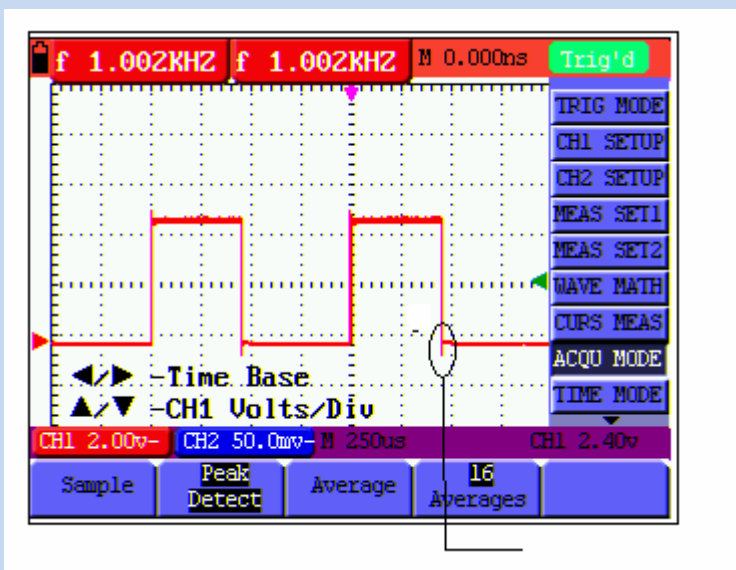 f 1.002KHZ f 1.002KHZ M 0.000ns Trig'd
TRIG MODE
CH1 SETUP
CH2 SETUP
MEAS SET1
MEAS SET2
WAVE MATH
CURS MEAS
ACQU MODE
TIME MODE
◀/▶ -Time Base
▲/▼ -CH1 Volts/Div
CH1 2.00v- CH2 50.0mv- M 250us CH1 2.40v
Sample
Peak
Detect
Average
16
Averages